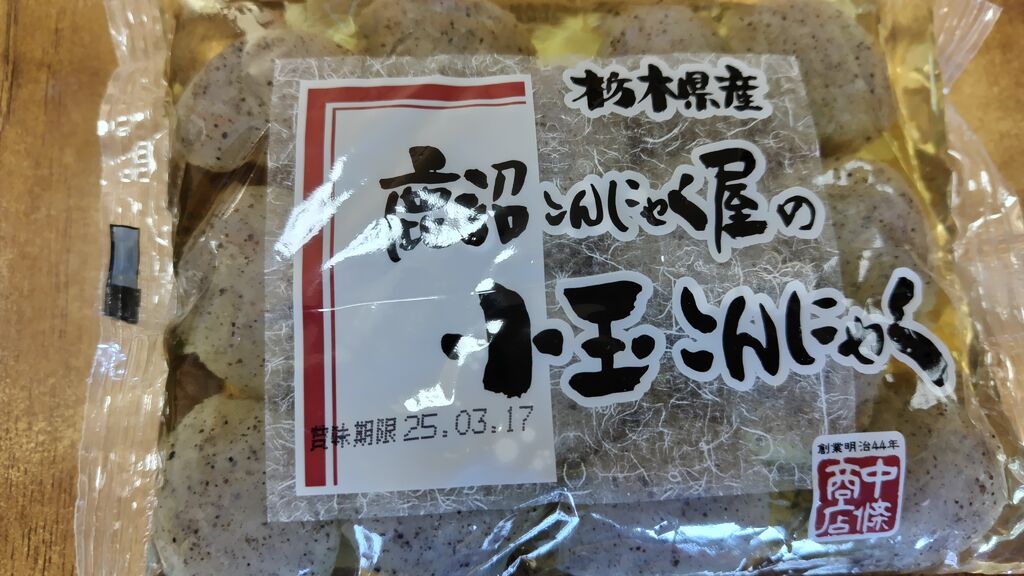 栃木県産
鹿沼こんにゃく屋の
小玉こんにゃく
賞味期限 25.03.17
創業明治44年
中條
商店